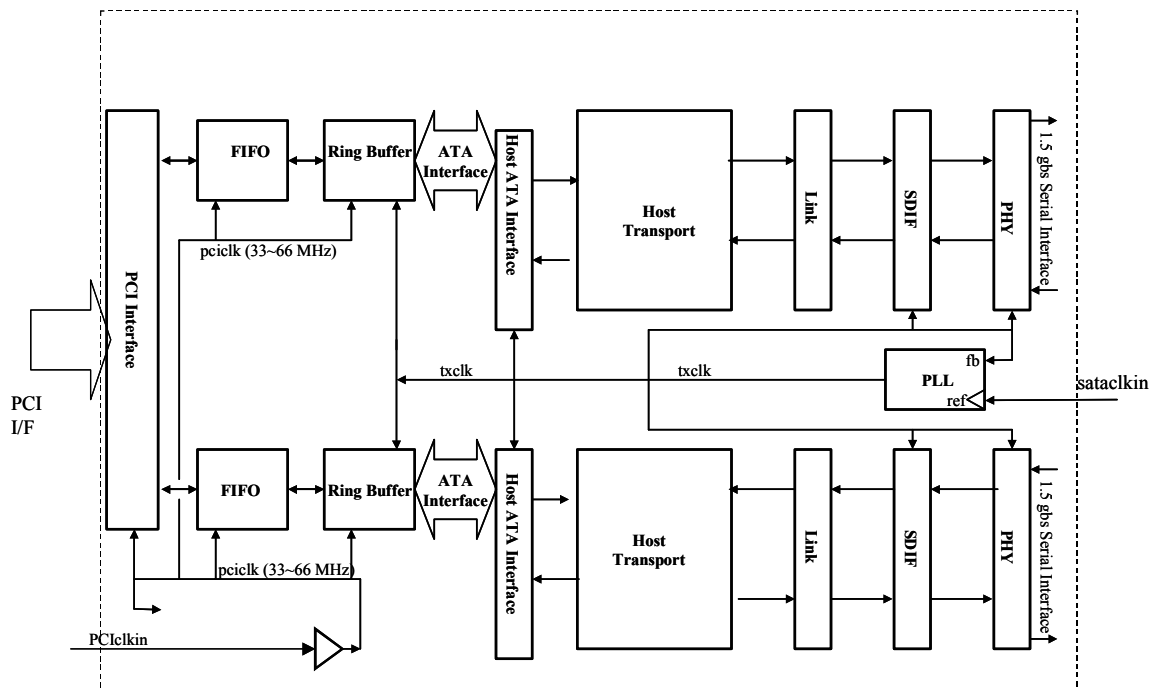 FIFO
Ring Buffer
ATA
Interface
Host ATA Interface
Host
Transport
Link
SDIF
PHY
1.5 gbs Serial Interface
pciclk (33~66 MHz)
PCI Interface
PCI
I/F
txclk
txclk
PLL
fb
ref
sataclkin
FIFO
Ring Buffer
ATA
Interface
Host ATA Interface
Host
Transport
Link
SDIF
PHY
1.5 gbs Serial Interface
pciclk (33~66 MHz)
PCIclkin